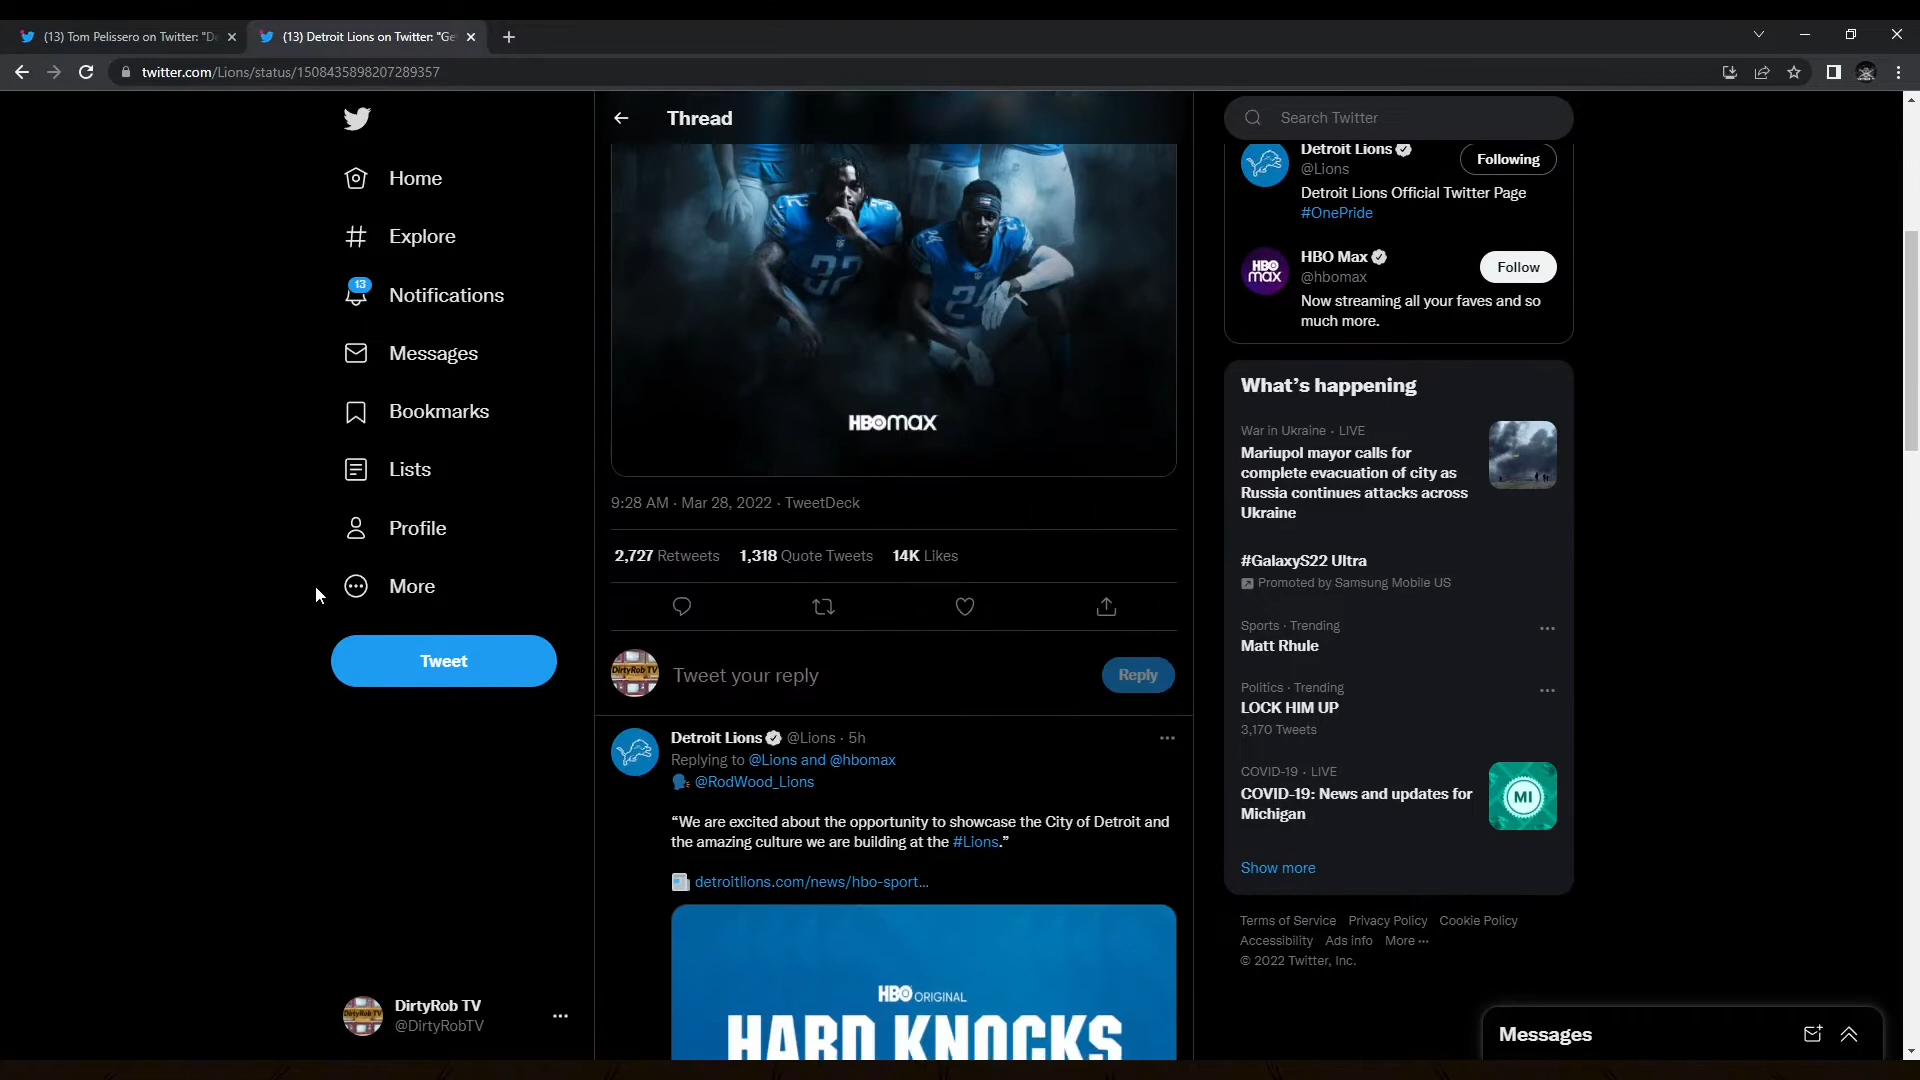 (13) Tom Pelissero on Twitter: "De
(13) Detroit Lions on Twitter: "Ge
twitter.com/Lions/status/1508435898207289357
Home
Explore
13
Notifications
Messages
Bookmarks
Lists
Profile
More
Tweet
DirtyRob TV
@DirtyRobTV
Thread
32
24
HBOMAX
9:28 AM · Mar 28, 2022 · TweetDeck
2,727 Retweets 1,318 Quote Tweets 14K Likes
DirtyRob TV
Tweet your reply
Reply
Detroit Lions @Lions · 5h
Replying to @Lions and @hbomax
@RodWood_Lions
“We are excited about the opportunity to showcase the City of Detroit and
the amazing culture we are building at the #Lions.”
detroitlions.com/news/hbo-sport…
HBO ORIGINAL
HARD KNOCKS
Search Twitter
Detroit Lions
Following
@Lions
Detroit Lions Official Twitter Page
#OnePride
HBO
max
HBO Max
Follow
@hbomax
Now streaming all your faves and so
much more.
What’s happening
War in Ukraine · LIVE
Mariupol mayor calls for
complete evacuation of city as
Russia continues attacks across
Ukraine
#GalaxyS22 Ultra
Promoted by Samsung Mobile US
Sports · Trending
Matt Rhule
Politics · Trending
LOCK HIM UP
3,170 Tweets
COVID-19 · LIVE
COVID-19: News and updates for
Michigan
MI
Show more
Terms of Service Privacy Policy Cookie Policy
Accessibility Ads info More ···
© 2022 Twitter, Inc.
Messages